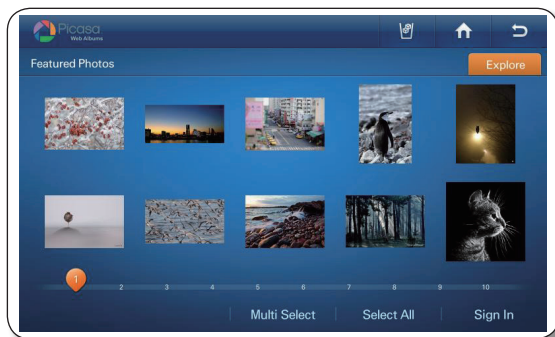 Picasa
Web Albums
Featured Photos
Explore
1 2 3 4 5 6 7 8 9 10
Multi Select
Select All
Sign In